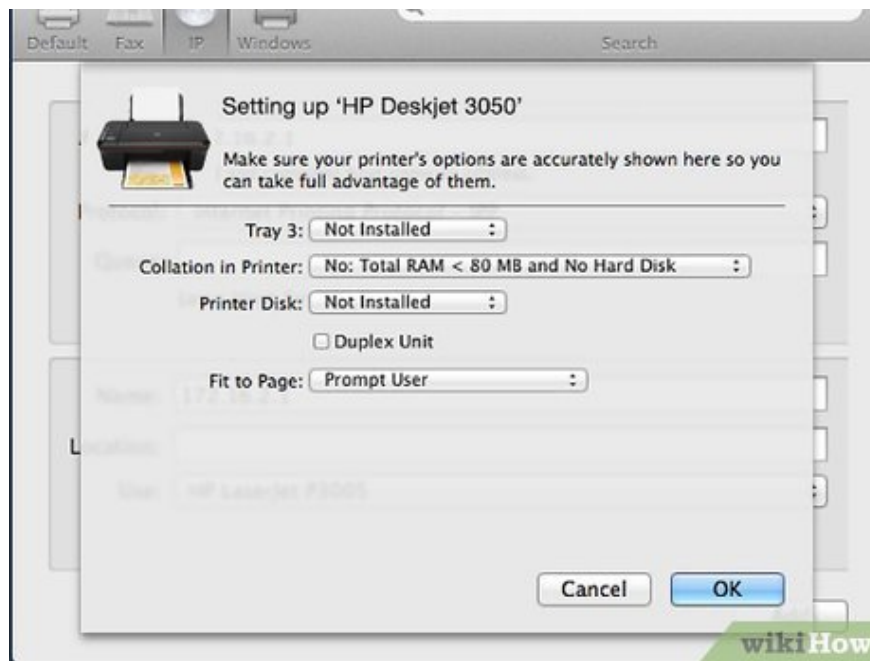 Default Fax IP Windows Search
Setting up 'HP Deskjet 3050'
Make sure your printer's options are accurately shown here so you
can take full advantage of them.
Tray 3: Not Installed
Collation in Printer: No: Total RAM < 80 MB and No Hard Disk
Printer Disk: Not Installed
Duplex Unit
Fit to Page: Prompt User
Name: 172.16.2.1
Location:
Use: HP LaserJet P3005
Cancel OK
wikiHow